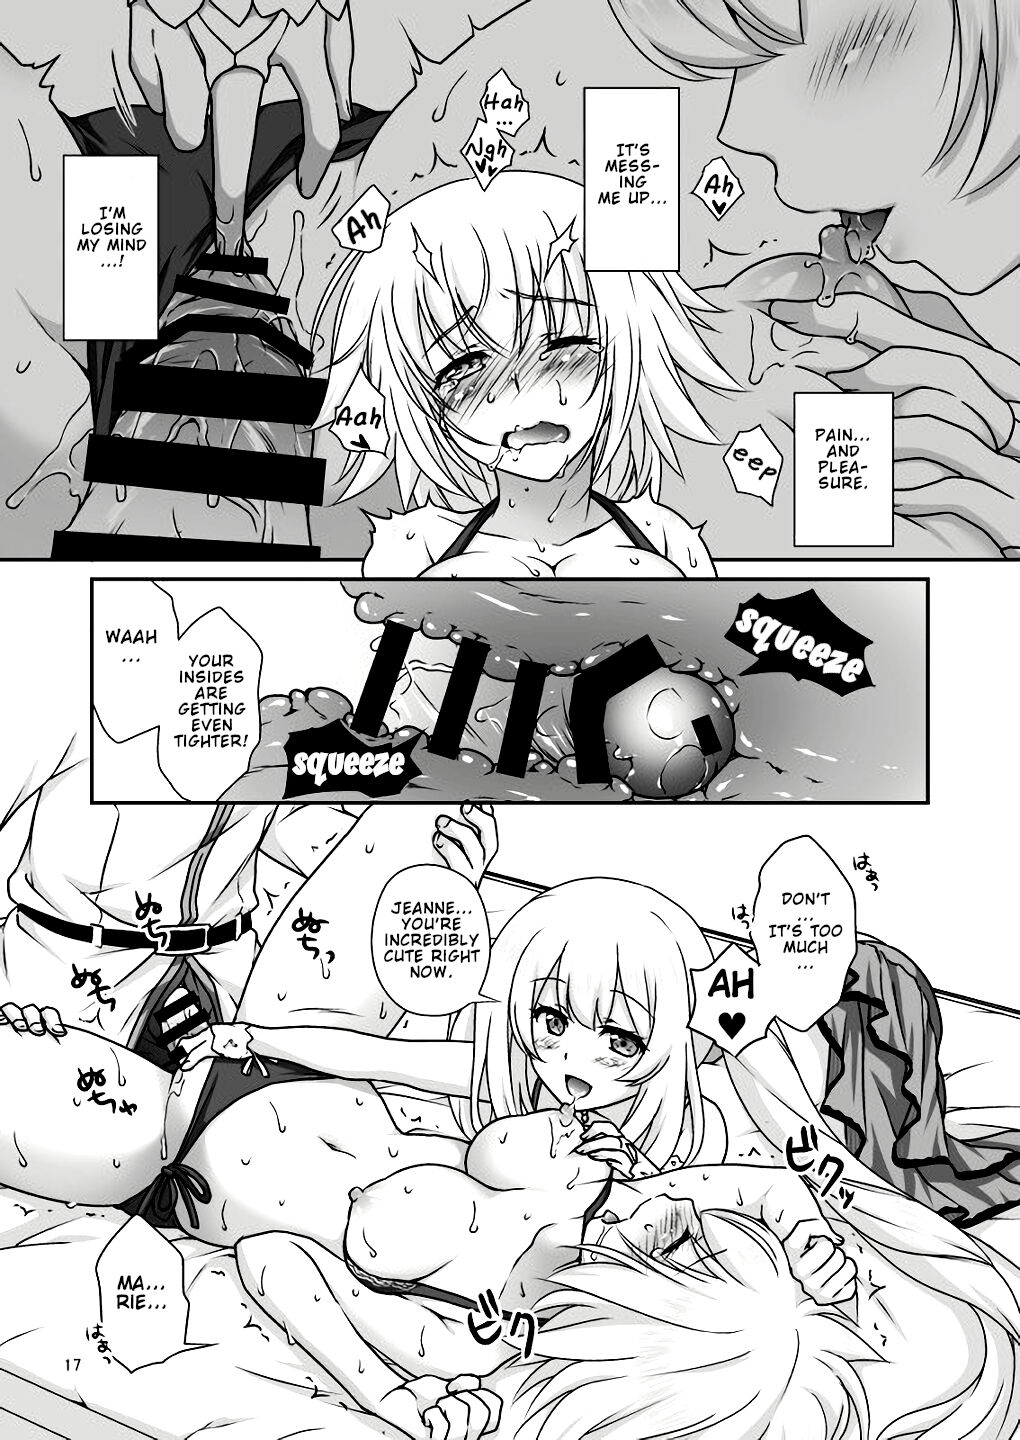 Hah
...
Ngh
IT'S
MESS-
ING
ME UP...
Ah
Ah
I'M
LOSING
MY MIND
...!
Aah
PAIN...
AND
PLEA-
SURE.
eep
squeeze
WAAH
...
YOUR
INSIDES ARE
GETTING
EVEN
TIGHTER!
squeeze
はぁっ
DON'T
...
IT'S TOO
MUCH
...
JEANNE...
YOU'RE
INCREDIBLY
CUTE RIGHT
NOW.
は
AH
ぬちっ
ぬちっ
ぬちっ
ぬちゃ
ビクッ
MA...
RIE...
ビク
はぁっ
17